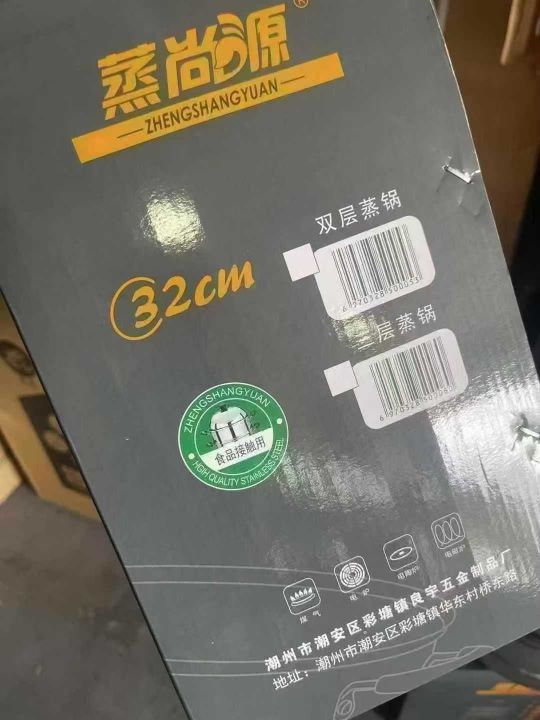 蒸尚源®
ZHENGSHANGYUAN
双层蒸锅
32cm
6970328500053
三层蒸锅
ZHENGSHANGYUAN
食品接触用
HGIH QUALITY STAINLESS STEEL
煤气
电炉
电陶炉
电磁炉
潮州市潮安区彩塘镇良宇五金制品厂
地址：潮州市潮安区彩塘镇华东村桥东路